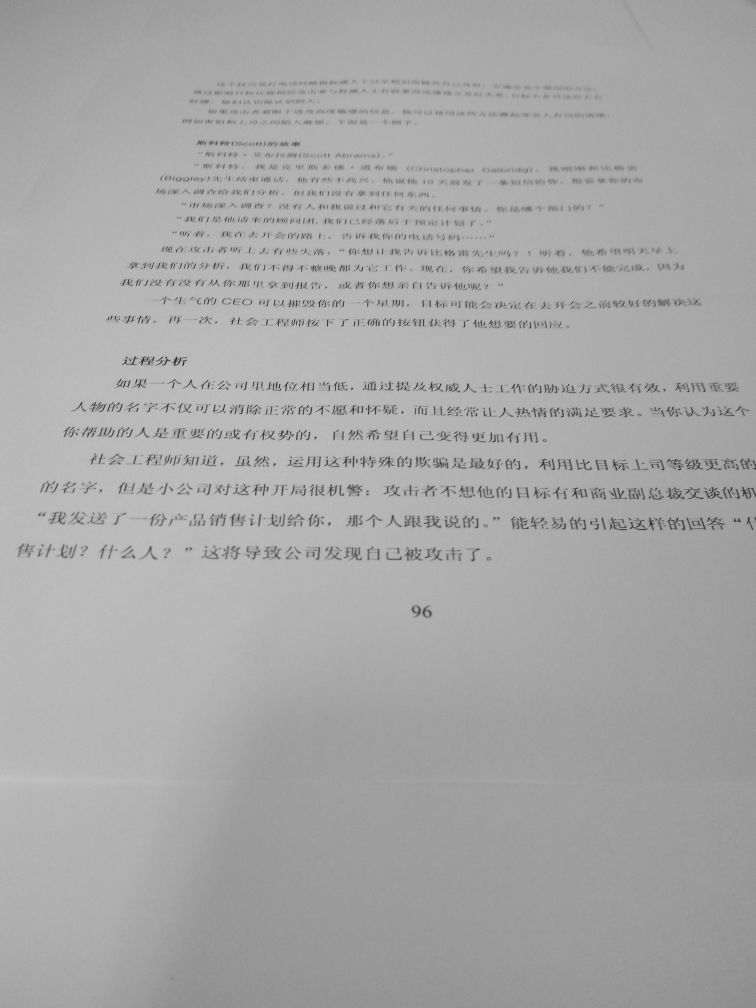 斯科特(Scott)的故事
“斯科特·艾布拉姆(Scott Abrams)。”
“斯科特，我是克里斯多佛·道布瑞 (Christopher Dalbridg)，我刚刚和比格雷
(Biggley)先生结束通话，他有些不高兴。他说他 10 天前发了一条短信给你，想要拿你的市
场深入调查给我们分析，但我们没有拿到任何东西。
“市场深入调查？没有人和我说过和它有关的任何事情。你是哪个部门的？”
“我们是他请来的顾问团,我们已经落后于预定计划了。”
“听着，我在去开会的路上，告诉我你的电话号码……”
现在攻击者听上去有些失落，“你想让我告诉比格雷先生吗？！听着，他希望明天早上
拿到我们的分析，我们不得不整晚都为它工作。现在，你希望我告诉他我们不能完成，因为
我们没有没有从你那里拿到报告，或者你想亲自告诉他呢？”
一个生气的 CEO 可以摧毁你的一个星期，目标可能会决定在去开会之前较好的解决这
些事情。再一次，社会工程师按下了正确的按钮获得了他想要的回应。
过程分析
如果一个人在公司里地位相当低，通过提及权威人士工作的胁迫方式很有效，利用重要
人物的名字不仅可以消除正常的不愿和怀疑，而且经常让人热情的满足要求。当你认为这个
你帮助的人是重要的或有权势的，自然希望自己变得更加有用。
社会工程师知道，虽然，运用这种特殊的欺骗是最好的，利用比目标上司等级更高的
的名字，但是小公司对这种开局很机警：攻击者不想他的目标有和商业副总裁交谈的机
“我发送了一份产品销售计划给你，那个人跟我说的。”能轻易的引起这样的回答“
售计划？什么人？”这将导致公司发现自己被攻击了。
96